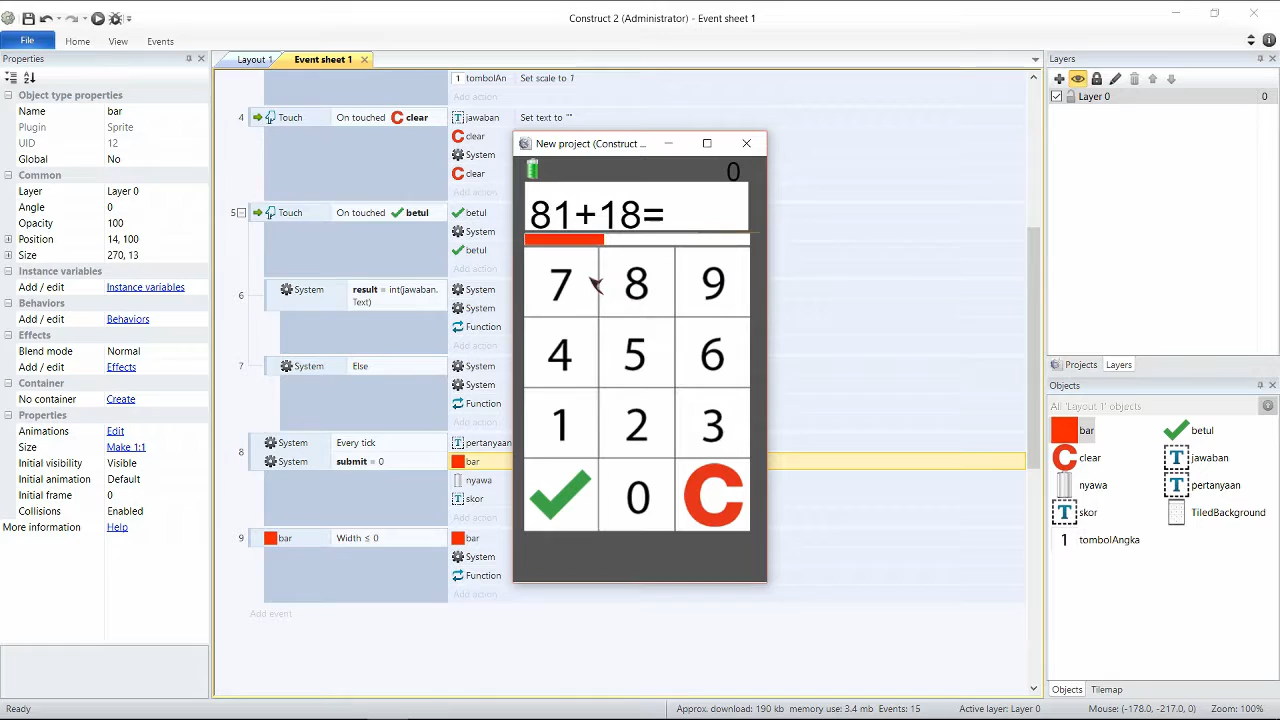 Construct 2 (Administrator) - Event sheet 1
File Home View Events
Properties
Object type properties
Name bar
Plugin Sprite
UID 12
Global No
Common
Layer Layer 0
Angle 0
Opacity 100
Position 14, 100
Size 270, 13
Instance variables
Add / edit Instance variables
Behaviors
Add / edit Behaviors
Effects
Blend mode Normal
Add / edit Effects
Container
No container Create
Properties
Animations Edit
Size Make 1:1
Initial visibility Visible
Initial animation Default
Initial frame 0
Collisions Enabled
More information Help
Layout 1 Event sheet 1
1 tombolAn Set scale to 1
Add action
4 Touch On touched C clear jawaban Set text to ""
C clear
System
C clear
Add action
5 Touch On touched betul betul
System
betul
Add action
6 System result = int(jawaban. System
Text)
System
Function
7 System Else System
System
Function
Add action
8 System Every tick pertanyaan
System submit = 0 bar
nyawa
skor
Add action
9 bar Width ≤ 0 bar
System
Function
Add action
Add event
New project (Construct ...
0
81+18=
7 8 9
4 5 6
1 2 3
0 C
Layers
Layer 0 0
Projects Layers
Objects
All 'Layout 1' objects
bar betul
C clear T jawaban
nyawa T pertanyaan
T skor TiledBackground
1 tombolAngka
Objects Tilemap
Ready Approx. download: 190 kb memory use: 3.4 mb Events: 15 Active layer: Layer 0 Mouse: (-178.0, -217.0) Zoom: 100%